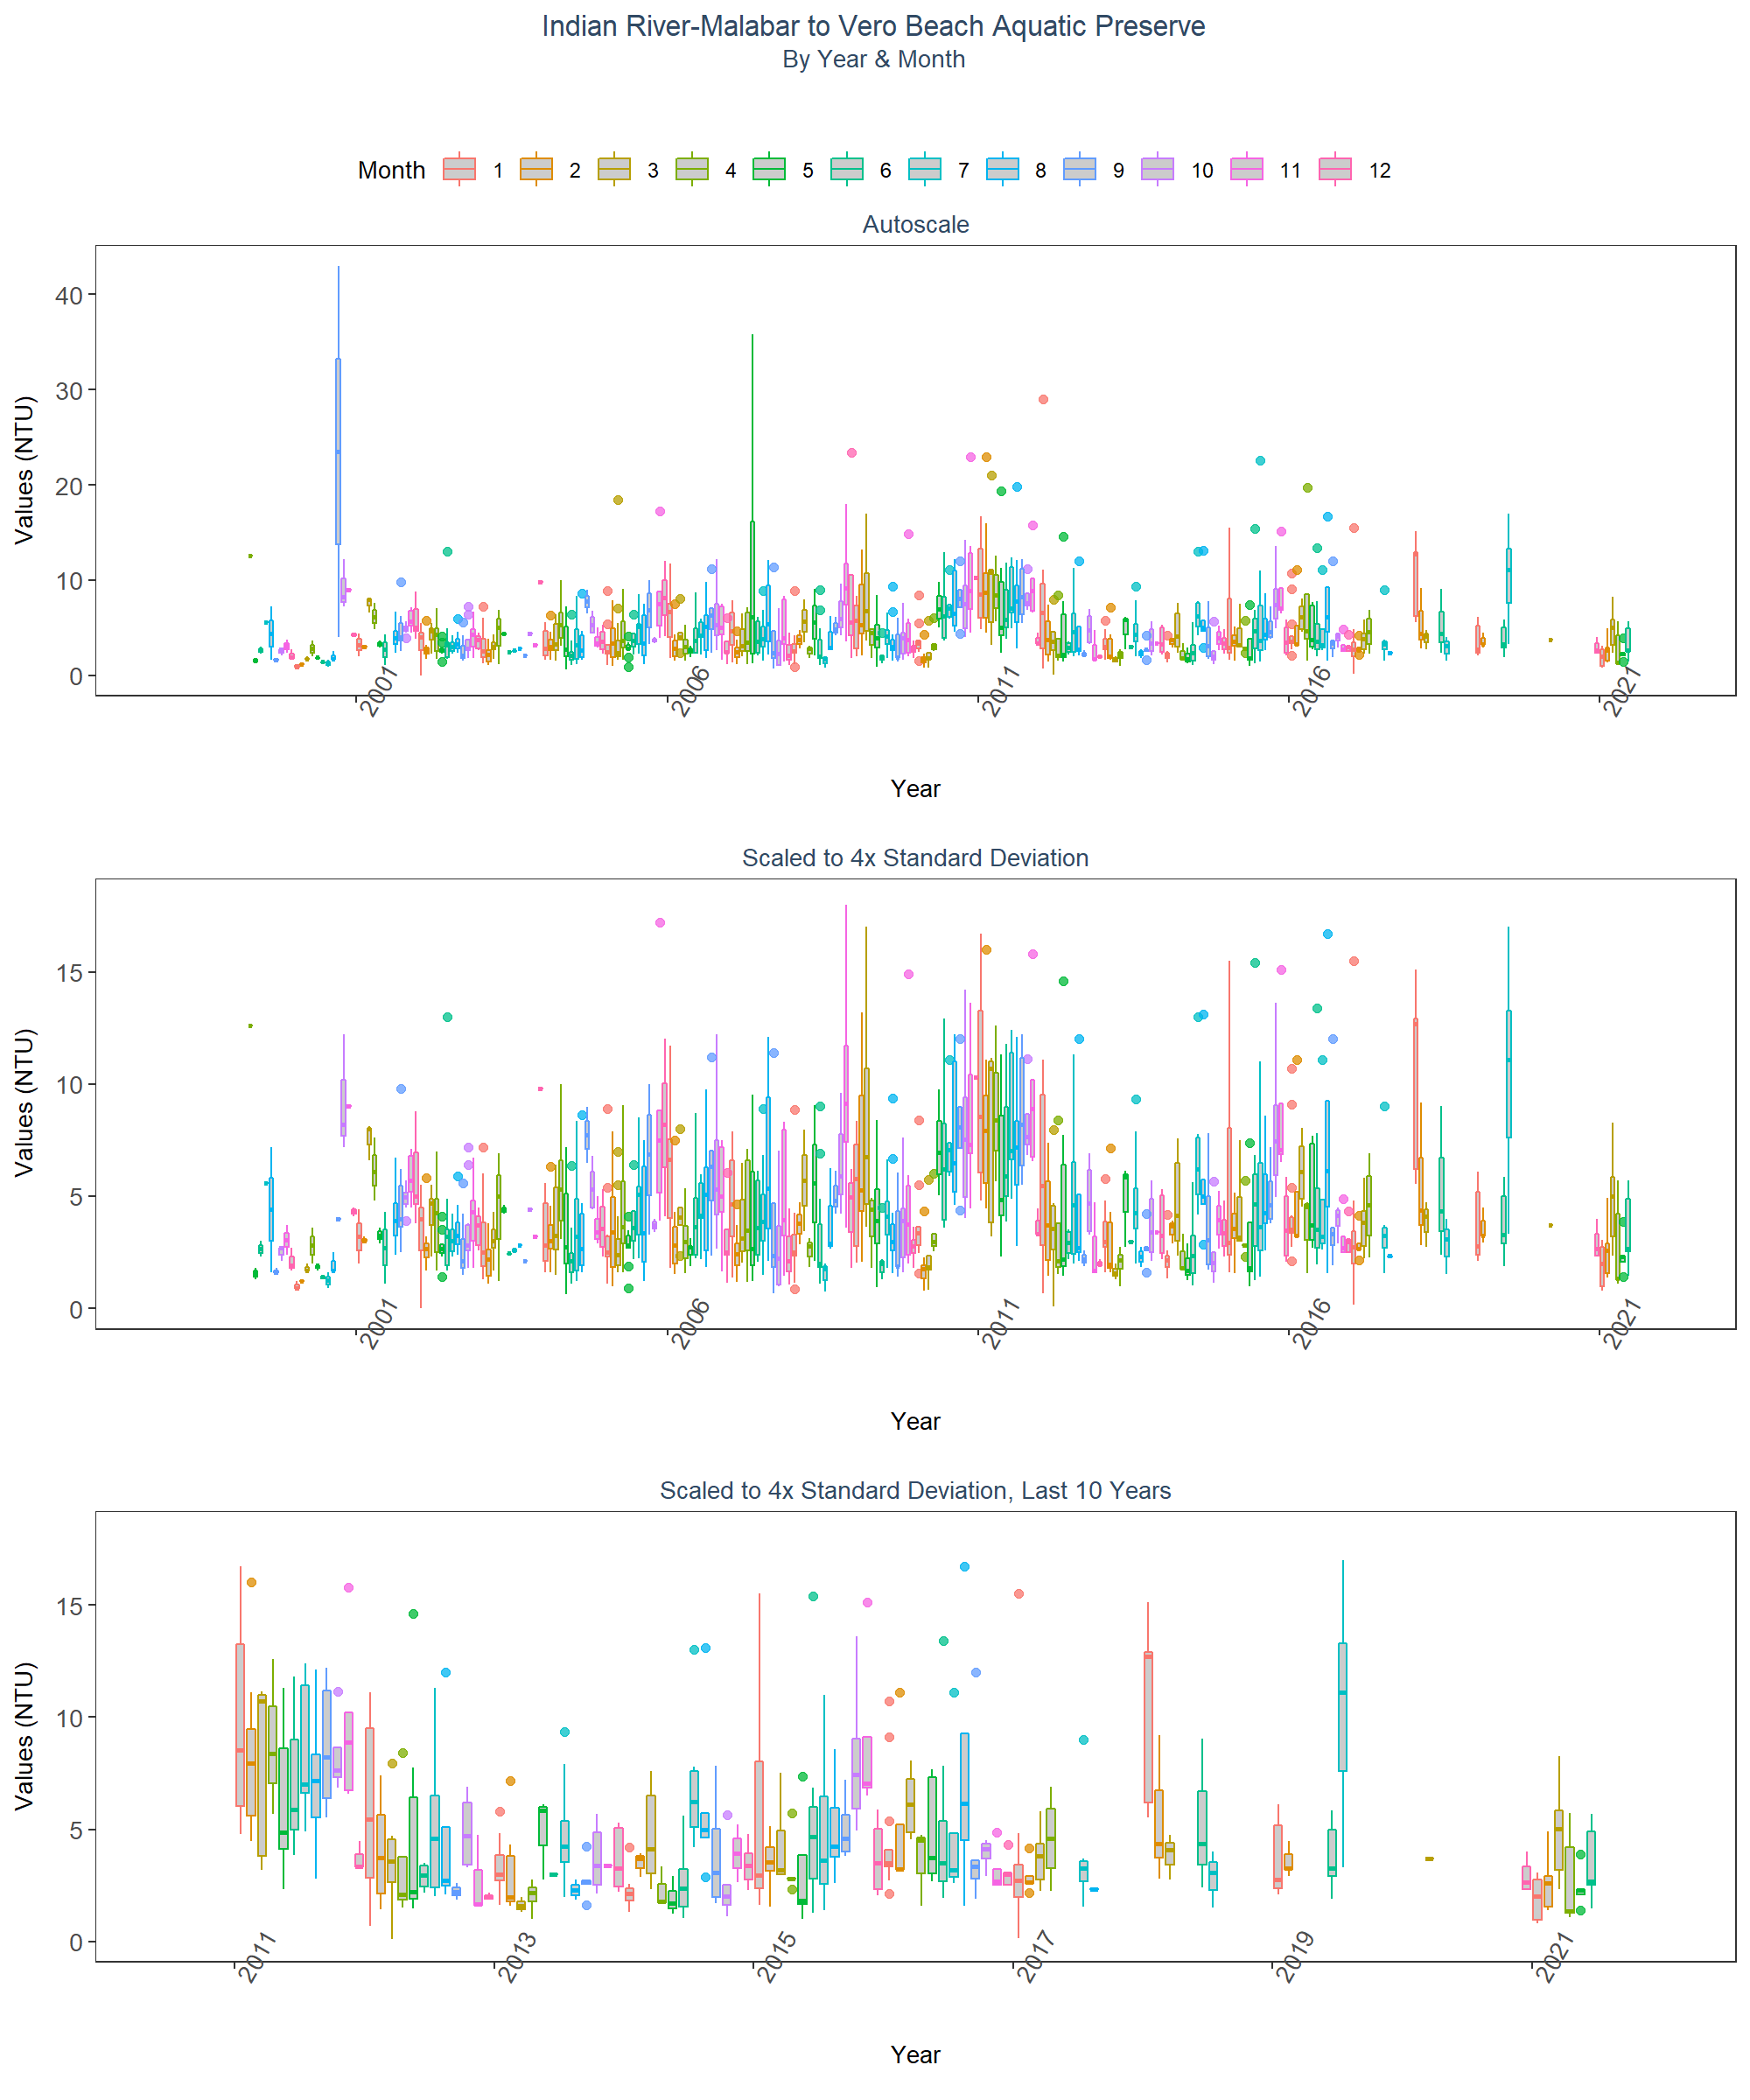 Indian River-Malabar to Vero Beach Aquatic Preserve
By Year & Month
Month 1 2 3 4 5 6 7 8 9 10 11 12
Autoscale
Values (NTU)
40
30
20
10
0
2001 2006 2011 2016 2021
Year
Scaled to 4x Standard Deviation
Values (NTU)
15
10
5
0
2001 2006 2011 2016 2021
Year
Scaled to 4x Standard Deviation, Last 10 Years
Values (NTU)
15
10
5
0
2011 2013 2015 2017 2019 2021
Year